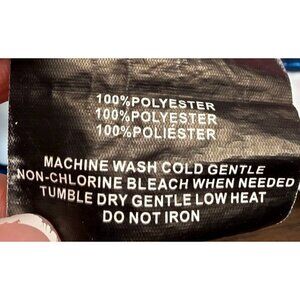 100%POLYESTER
100%POLYESTER
100%POLIÉSTER
MACHINE WASH COLD GENTLE
NON-CHLORINE BLEACH WHEN NEEDED
TUMBLE DRY GENTLE LOW HEAT
DO NOT IRON